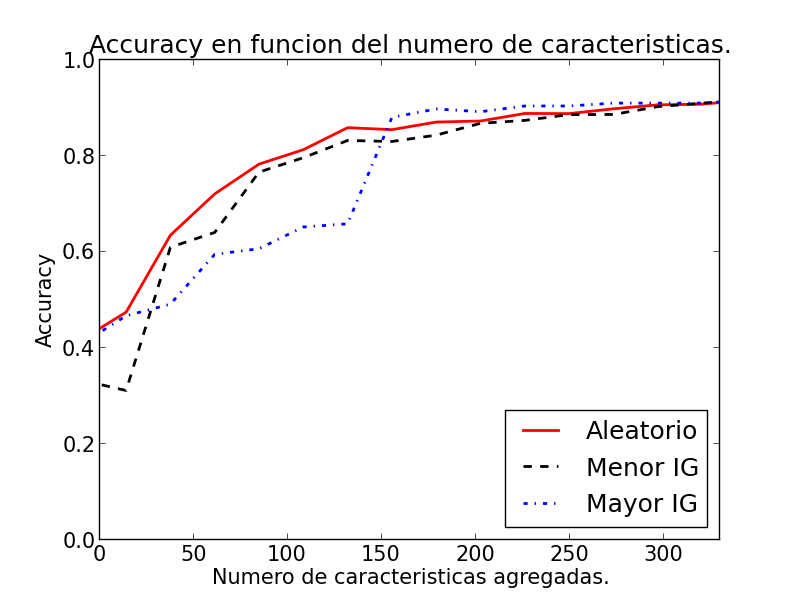 Accuracy en funcion del numero de caracteristicas.
1.0
0.8
0.6
0.4
0.2
0.0
Accuracy
Aleatorio
Menor IG
Mayor IG
0 50 100 150 200 250 300
Numero de caracteristicas agregadas.